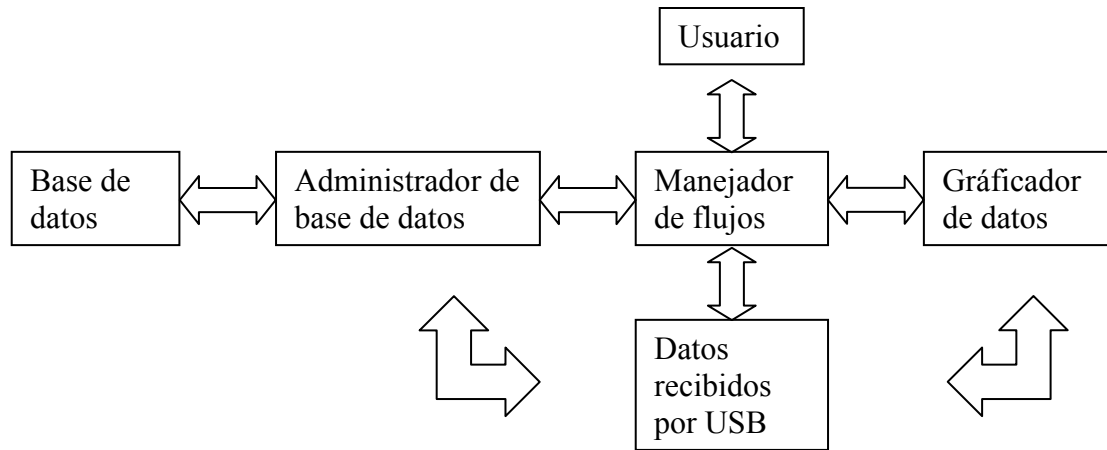 Usuario
Base de
datos
Administrador de
base de datos
Manejador
de flujos
Gráficador
de datos
Datos
recibidos
por USB